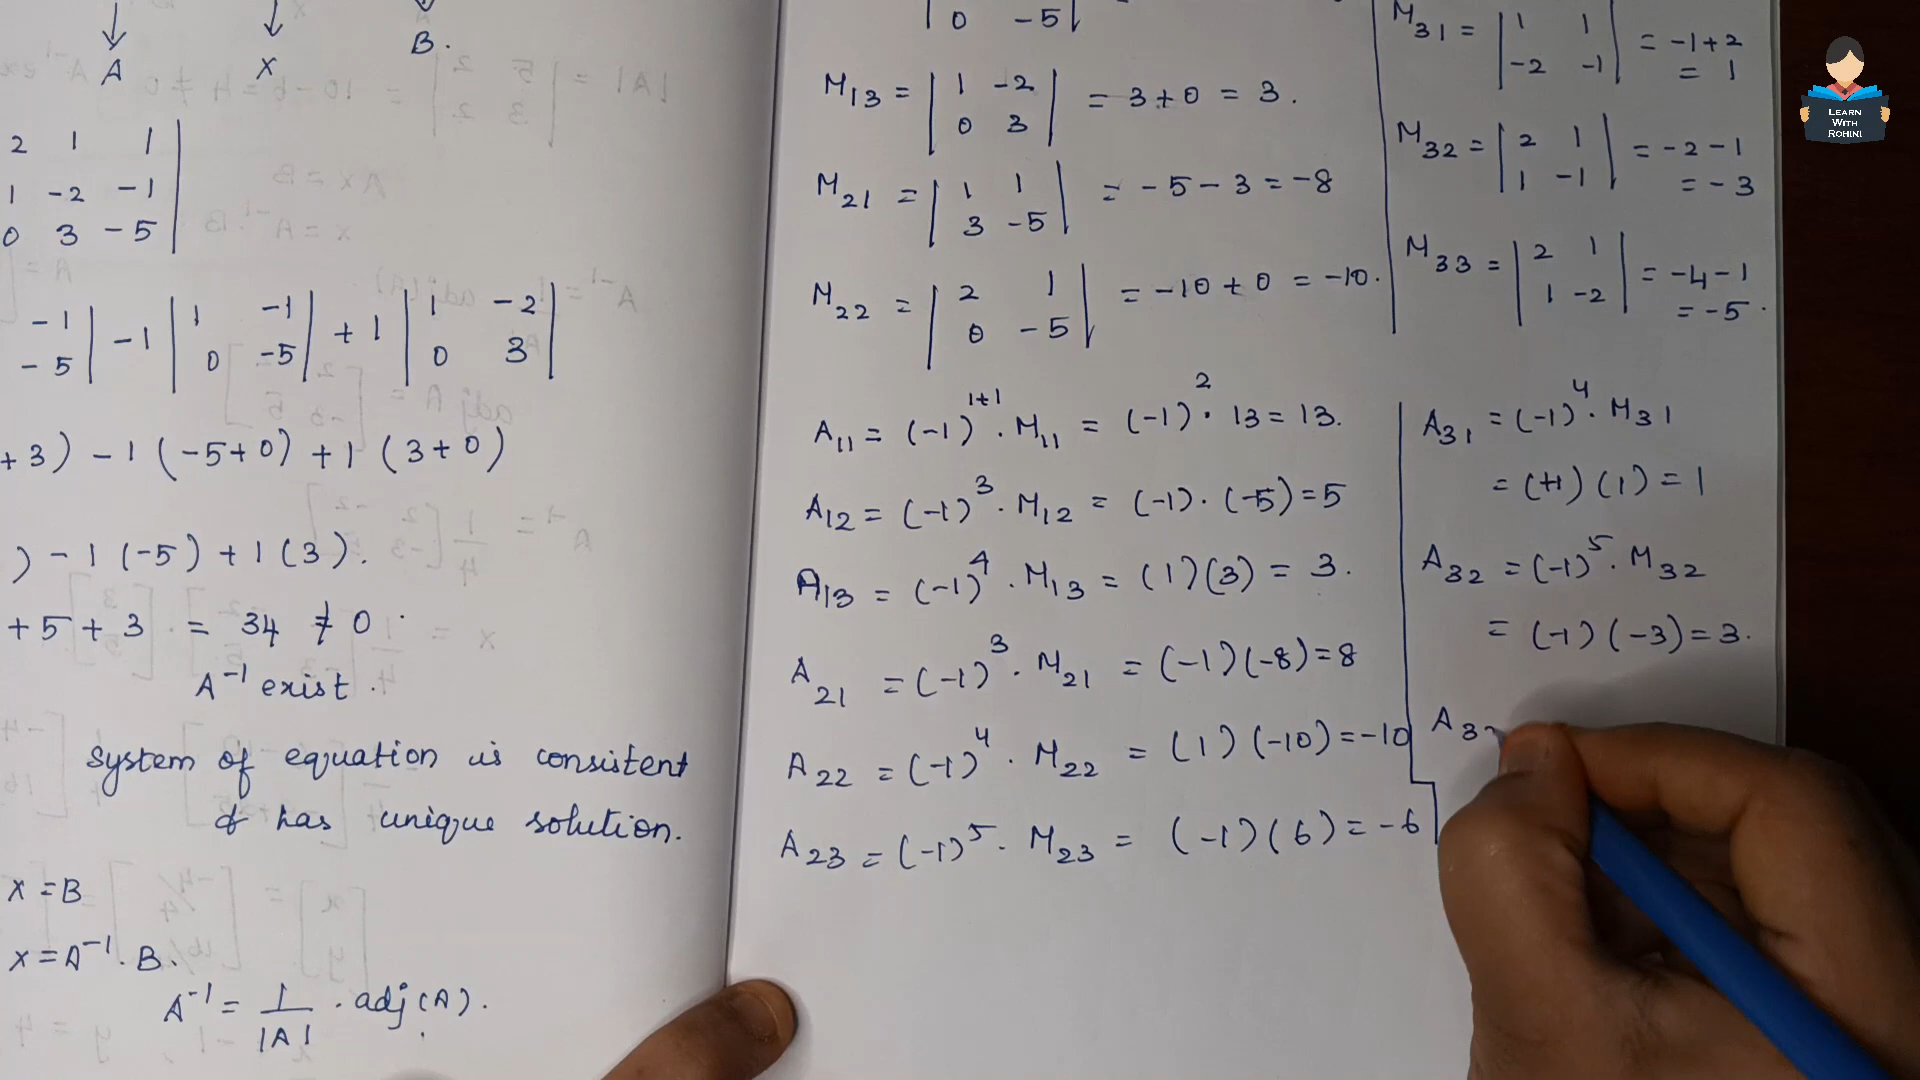 A X B.
2 1 1
1 -2 -1
0 3 -5
-1 -5 | -1 | 1 -1 0 -5 | + 1 | 1 -2 0 3 |
+3) - 1 (-5+0) + 1 (3+0)
) - 1 (-5) + 1 (3).
+5 + 3 = 34 ≠ 0
A⁻¹ exist.
System of equation is consistent
& has unique solution.
X = B
X = A⁻¹. B.
A⁻¹ = 1/|A| . adj (A).
0 -5
M13 = | 1 -2 0 3 | = 3+0 = 3.
M21 = | 1 1 3 -5 | = -5-3 = -8
M22 = | 2 1 0 -5 | = -10+0 = -10.
A11 = (-1)^1+1 . M11 = (-1)^2 . 13 = 13.
A12 = (-1)^3 . M12 = (-1). (-5) = 5
A13 = (-1)^4 . M13 = (1)(3) = 3.
A21 = (-1)^3 . M21 = (-1)(-8) = 8
A22 = (-1)^4 . M22 = (1)(-10) = -10
A23 = (-1)^5 . M23 = (-1)(6) = -6
M31 = | 1 1 -2 -1 | = -1+2
= 1
M32 = | 2 1 1 -1 | = -2-1
= -3
M33 = | 2 1 1 -2 | = -4-1
= -5.
A31 = (-1)^4 . M31
= (+1)(1) = 1
A32 = (-1)^5 . M32
= (-1)(-3) = 3.
A3
LEARN
WITH
ROHINI